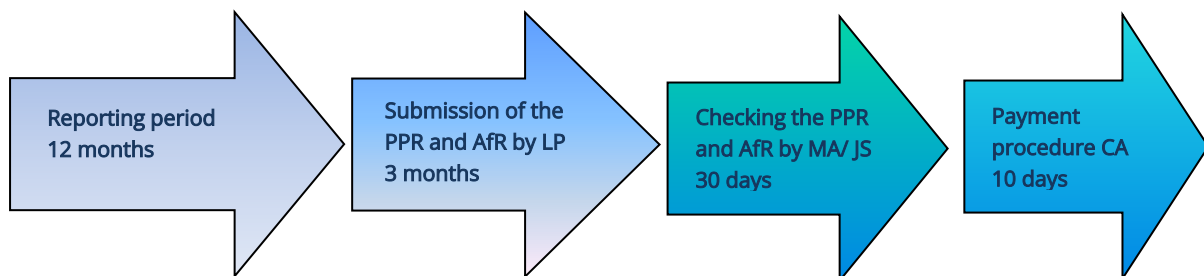 Reporting period
12 months
Submission of the
PPR and AfR by LP
3 months
Checking the PPR
and AfR by MA/ JS
30 days
Payment
procedure CA
10 days